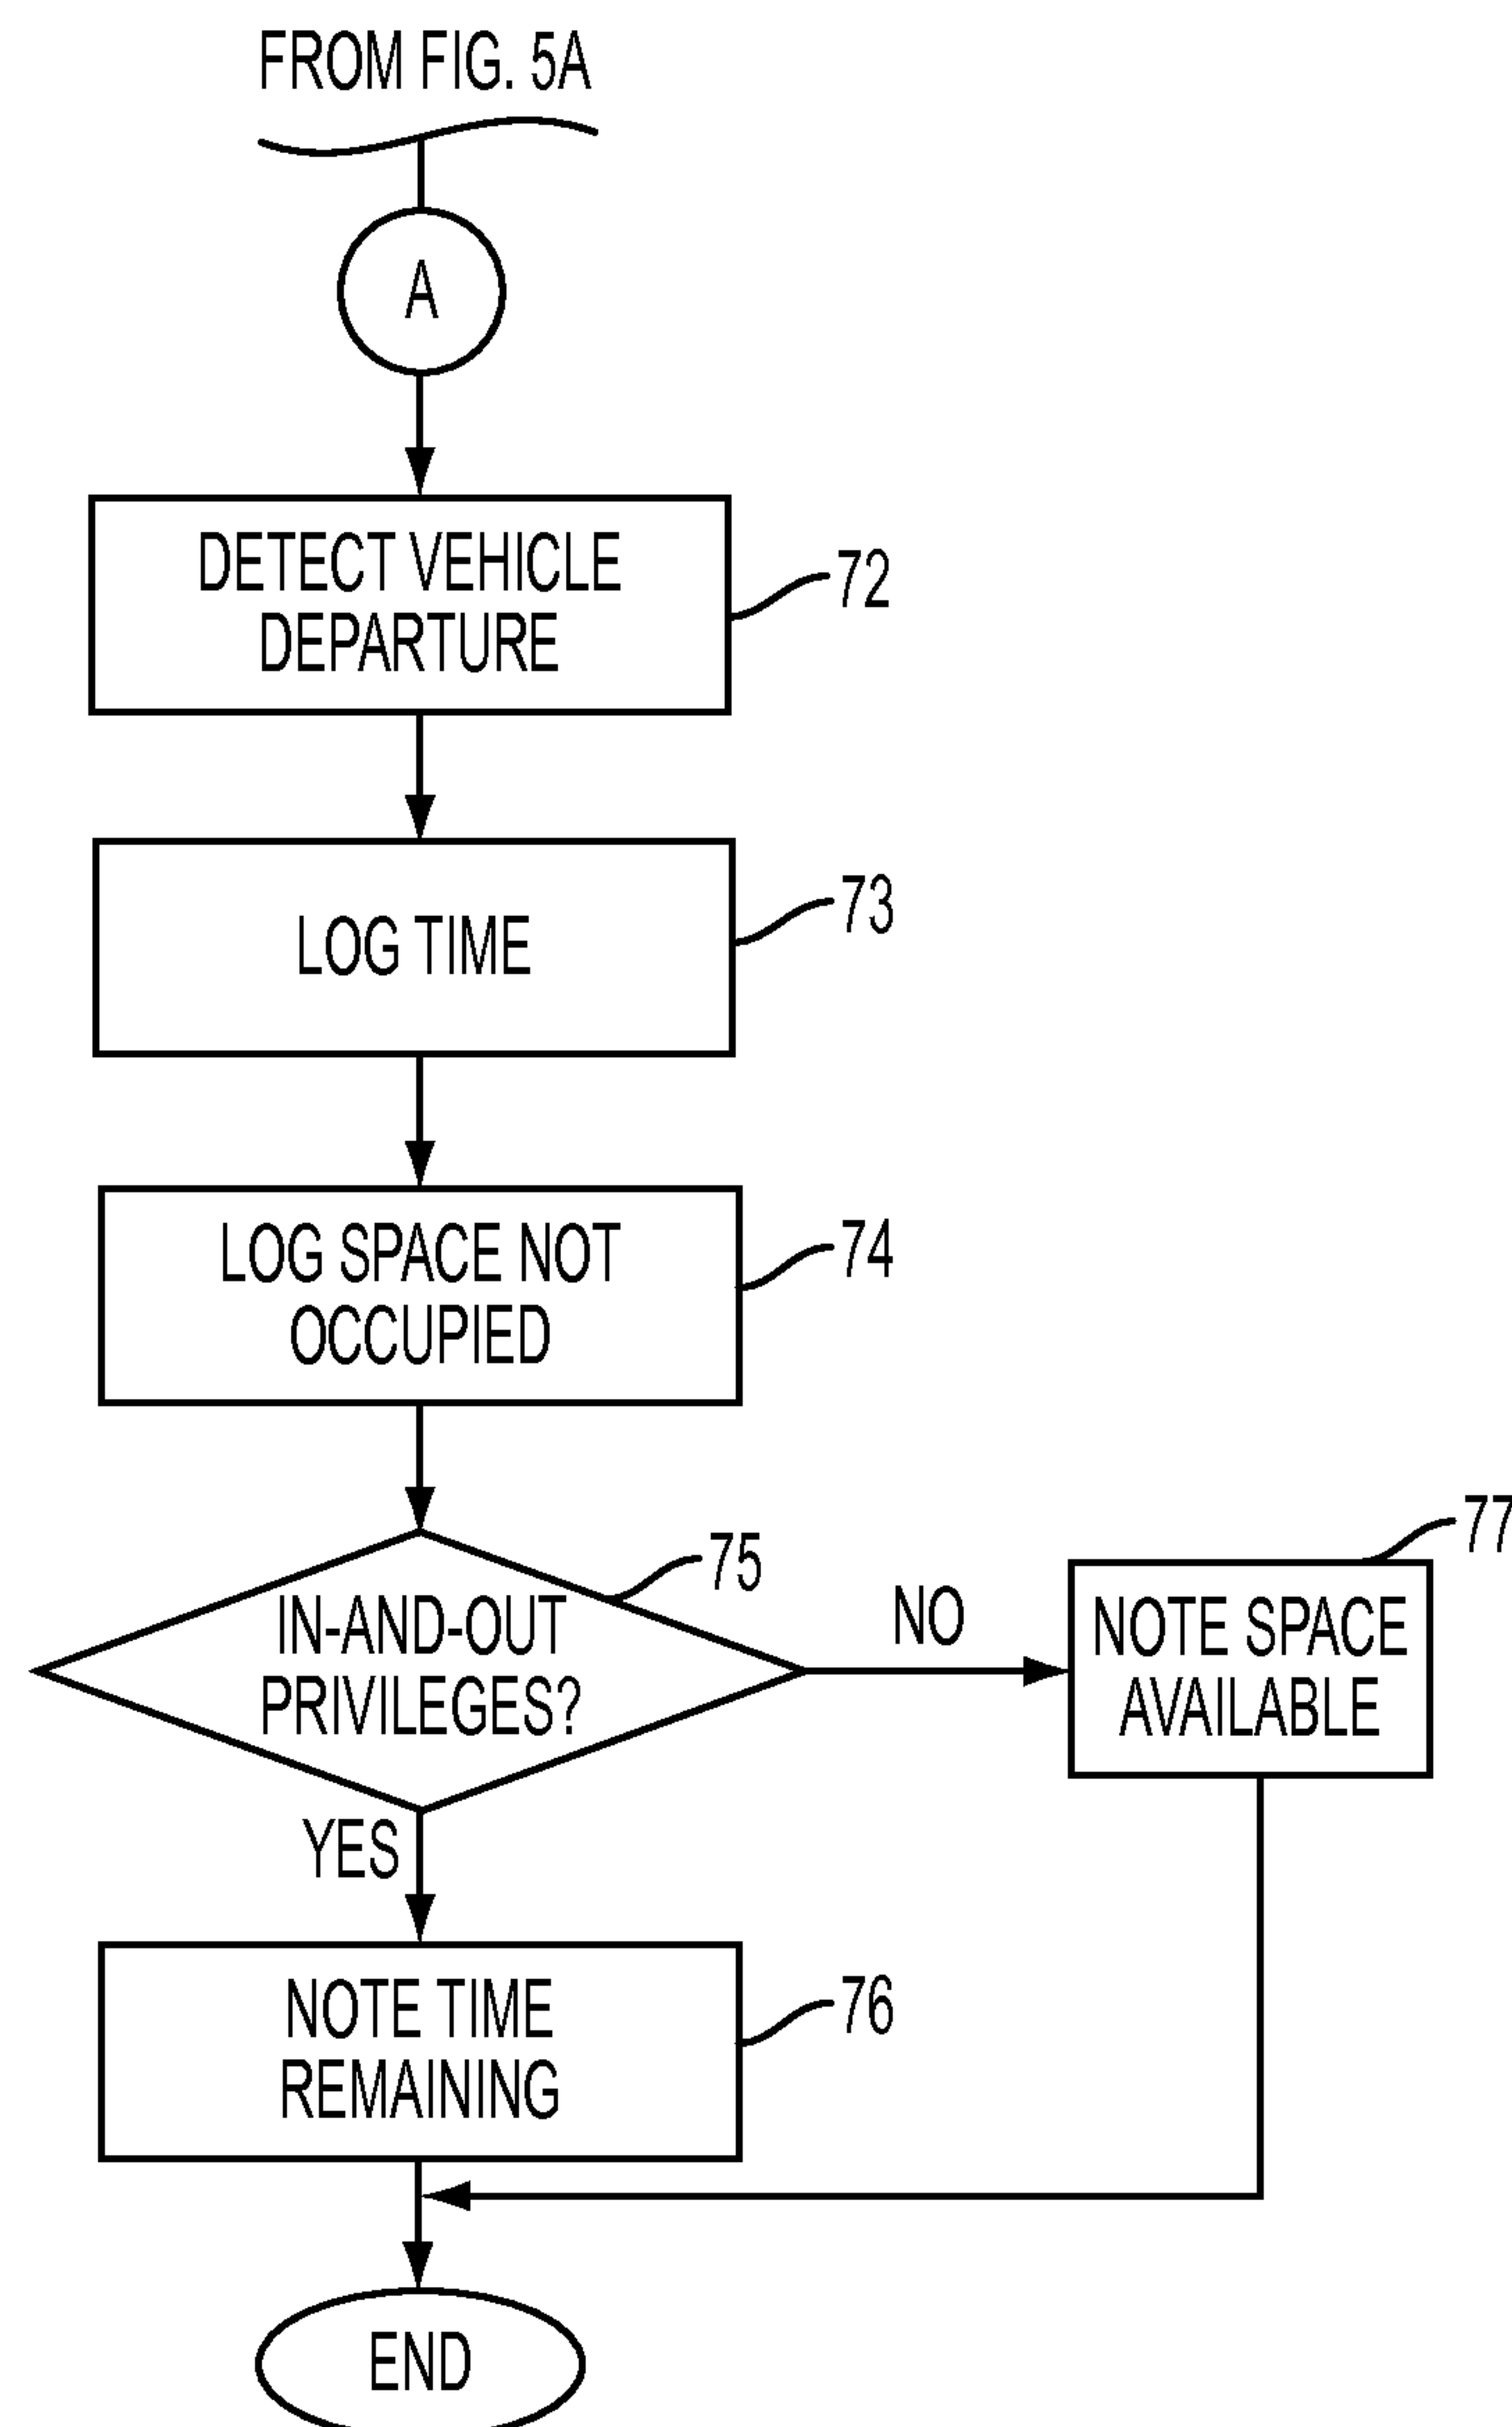 FROM FIG. 5A
A
DETECT VEHICLE
DEPARTURE
72
LOG TIME
73
LOG SPACE NOT
OCCUPIED
74
IN-AND-OUT
PRIVILEGES?
75
NO
NOTE SPACE
AVAILABLE
77
YES
NOTE TIME
REMAINING
76
END